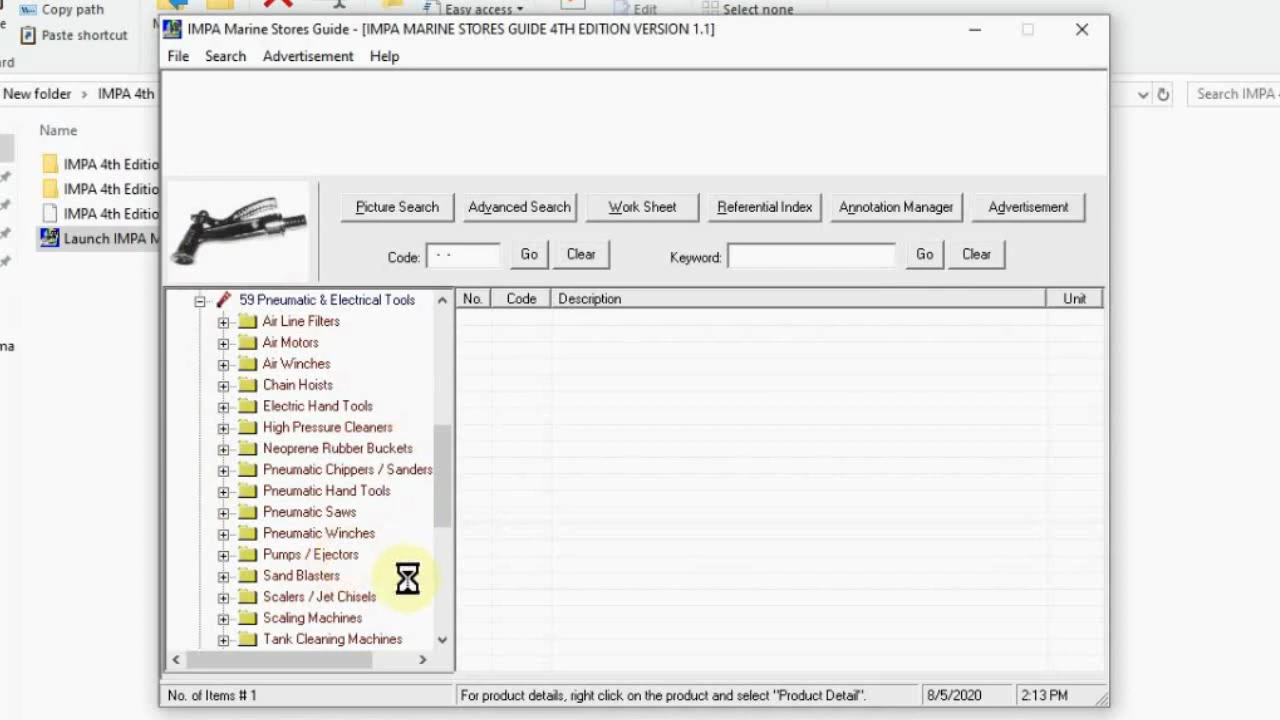 Copy path
Easy access
Edit
Select none
Paste shortcut
New folder > IMPA 4th
Search IMPA 4
Name
IMPA 4th Editio
IMPA 4th Editio
IMPA 4th Editio
Launch IMPA M
IMPA Marine Stores Guide - [IMPA MARINE STORES GUIDE 4TH EDITION VERSION 1.1]
File Search Advertisement Help
Picture Search Advanced Search Work Sheet Referential Index Annotation Manager Advertisement
Code: - - Go Clear Keyword: Go Clear
59 Pneumatic & Electrical Tools
Air Line Filters
Air Motors
Air Winches
Chain Hoists
Electric Hand Tools
High Pressure Cleaners
Neoprene Rubber Buckets
Pneumatic Chippers / Sanders
Pneumatic Hand Tools
Pneumatic Saws
Pneumatic Winches
Pumps / Ejectors
Sand Blasters
Scalers / Jet Chisels
Scaling Machines
Tank Cleaning Machines
No. Code Description Unit
No. of Items # 1
For product details, right click on the product and select "Product Detail".
8/5/2020
2:13 PM